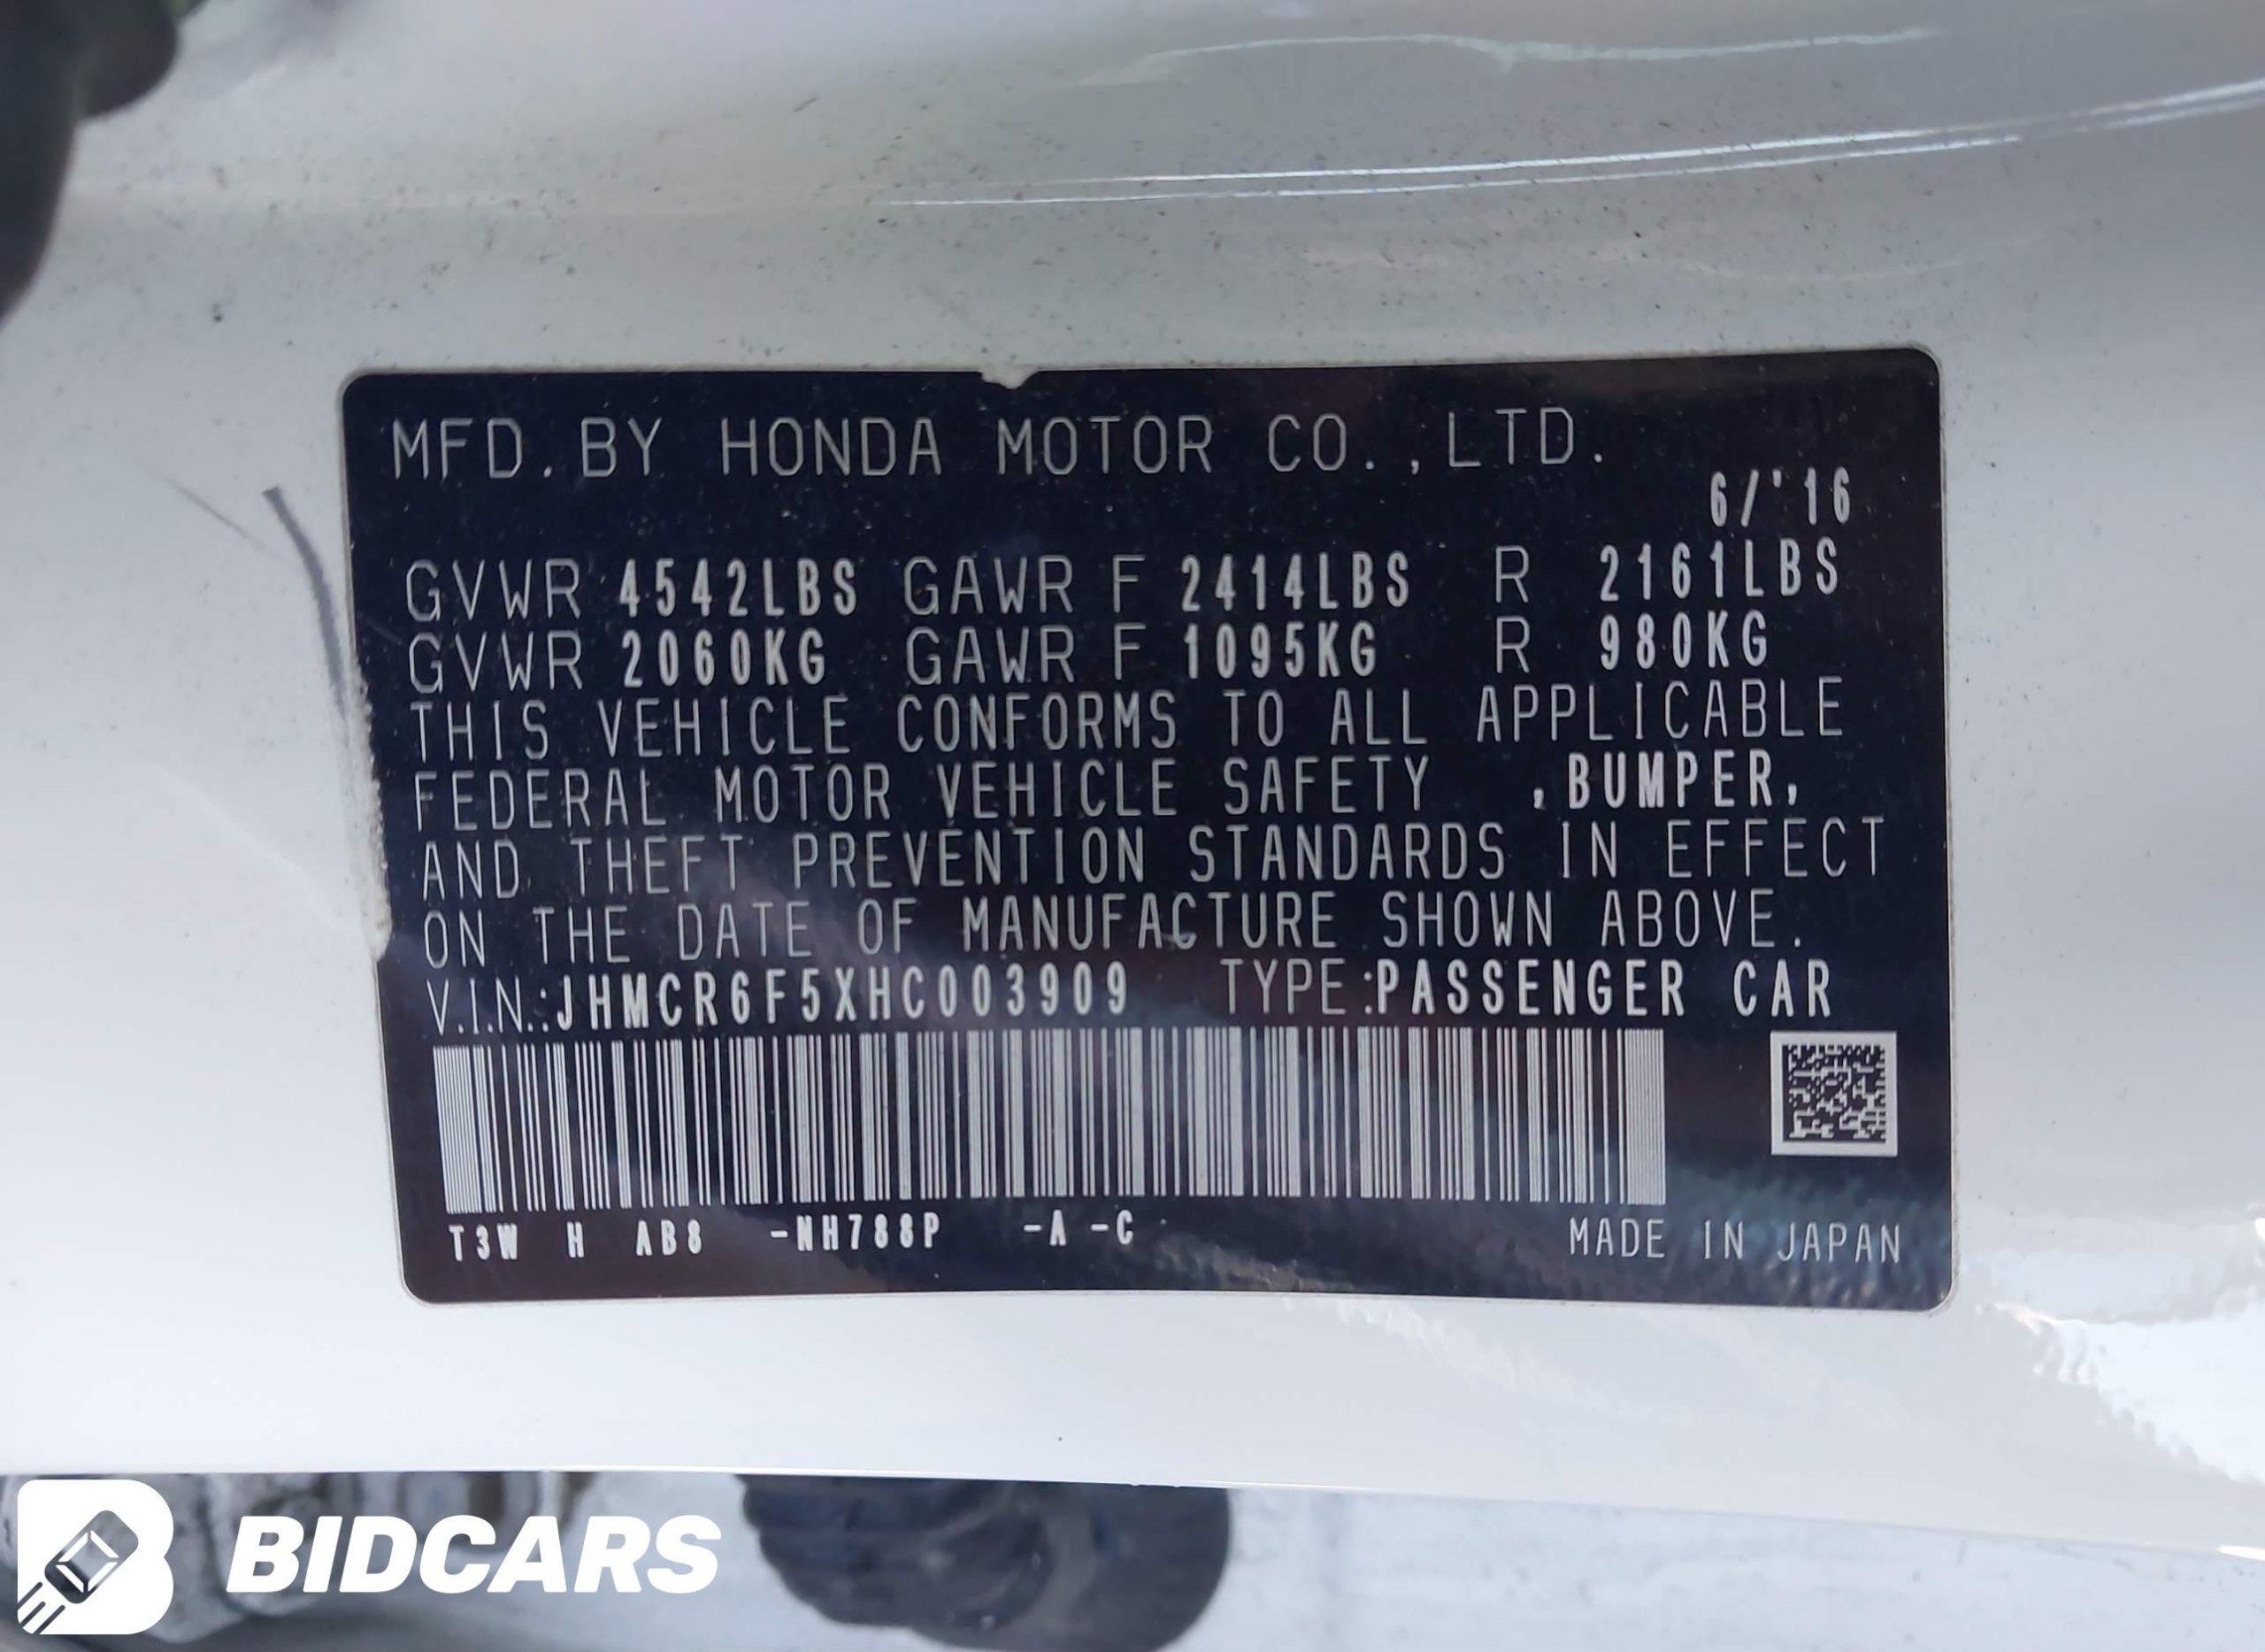 MFD.BY HONDA MOTOR CO.,LTD.
6/'16
GVWR 4542LBS GAWR F 2414LBS R 2161LBS
GVWR 2060KG GAWR F 1095KG R 980KG
THIS VEHICLE CONFORMS TO ALL APPLICABLE
FEDERAL MOTOR VEHICLE SAFETY ,BUMPER,
AND THEFT PREVENTION STANDARDS IN EFFECT
ON THE DATE OF MANUFACTURE SHOWN ABOVE.
V.I.N.:JHMCR6F5XHC003909 TYPE:PASSENGER CAR
T3W H AB8 -NH788P -A -C MADE IN JAPAN
BIDCARS